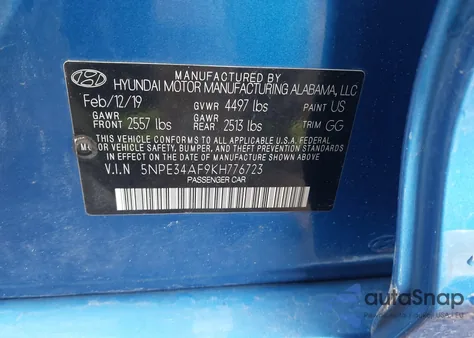 MANUFACTURED BY
HYUNDAI MOTOR MANUFACTURING ALABAMA, LLC
Feb/12/19 GVWR 4497 lbs PAINT US
GAWR FRONT 2557 lbs GAWR REAR 2513 lbs TRIM GG
THIS VEHICLE CONFORMS TO ALL APPLICABLE U.S.
FEDERAL MOTOR VEHICLE SAFETY, BUMPER, AND THEFT
PREVENTION STANDARDS IN EFFECT ON THE DATE OF
MANUFACTURE SHOWN ABOVE.
V.I.N 5NPE34AF9KH776723
PASSENGER CAR
autoSnap